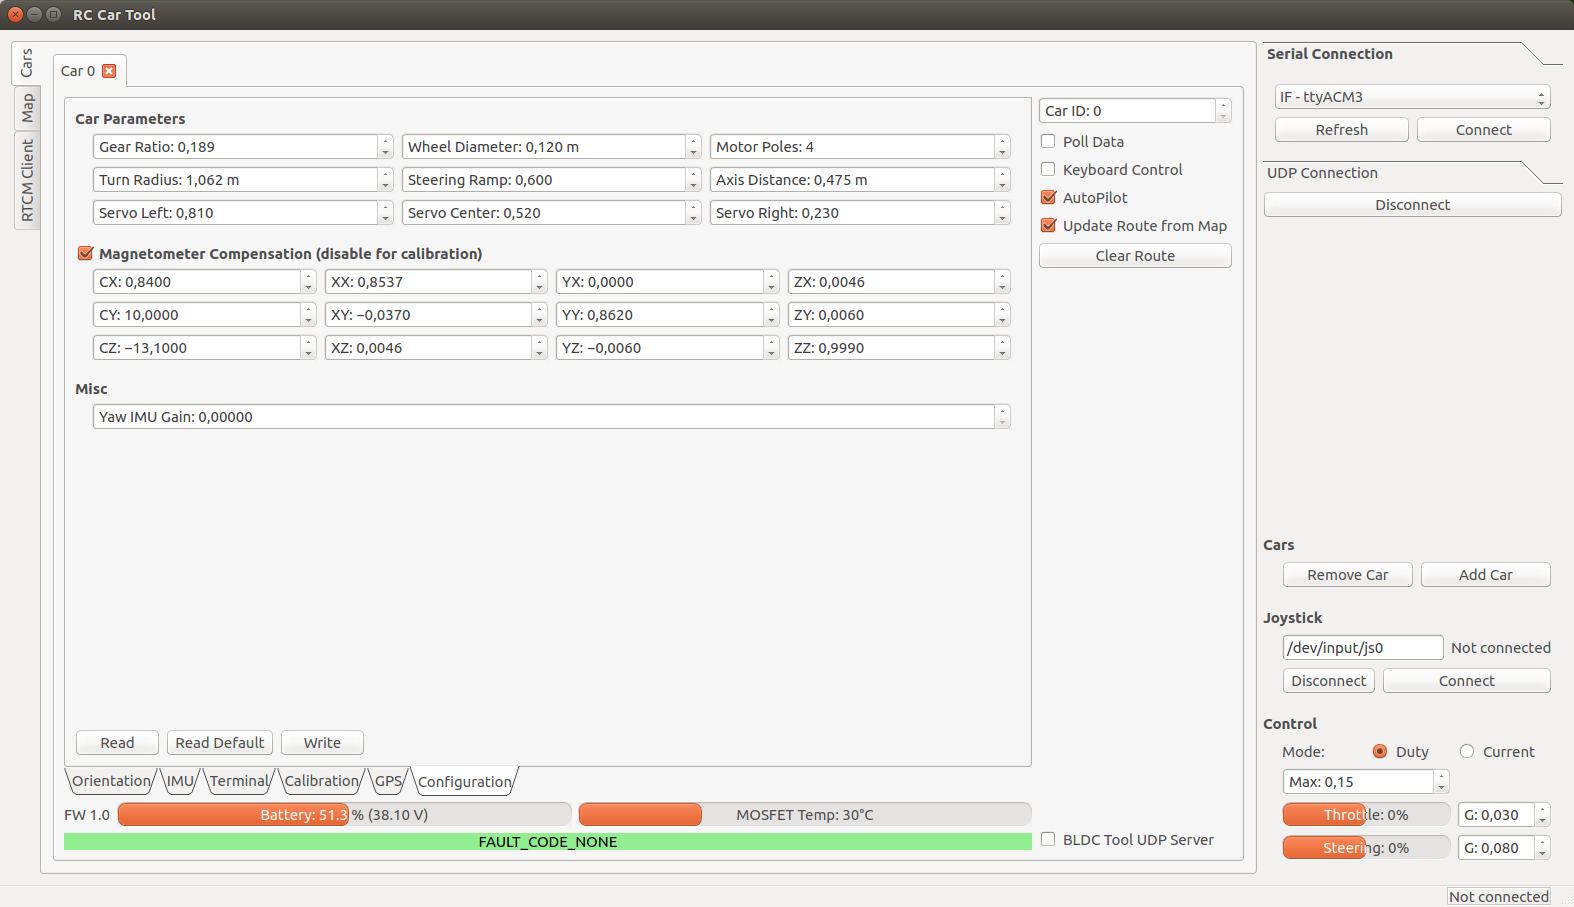 RC Car Tool
Cars
Map
RTCM Client
Car 0
Car Parameters
Gear Ratio: 0,189
Wheel Diameter: 0,120 m
Motor Poles: 4
Turn Radius: 1,062 m
Steering Ramp: 0,600
Axis Distance: 0,475 m
Servo Left: 0,810
Servo Center: 0,520
Servo Right: 0,230
Magnetometer Compensation (disable for calibration)
CX: 0,8400
XX: 0,8537
YX: 0,0000
ZX: 0,0046
CY: 10,0000
XY: −0,0370
YY: 0,8620
ZY: 0,0060
CZ: −13,1000
XZ: 0,0046
YZ: −0,0060
ZZ: 0,9990
Misc
Yaw IMU Gain: 0,00000
Read
Read Default
Write
Orientation
IMU
Terminal
Calibration
GPS
Configuration
FW 1.0
Battery: 51.3 % (38.10 V)
MOSFET Temp: 30°C
FAULT_CODE_NONE
Car ID: 0
Poll Data
Keyboard Control
AutoPilot
Update Route from Map
Clear Route
BLDC Tool UDP Server
Serial Connection
IF - ttyACM3
Refresh
Connect
UDP Connection
Disconnect
Cars
Remove Car
Add Car
Joystick
/dev/input/js0
Not connected
Disconnect
Connect
Control
Mode:
Duty
Current
Max: 0,15
Throttle: 0%
G: 0,030
Steering: 0%
G: 0,080
Not connected